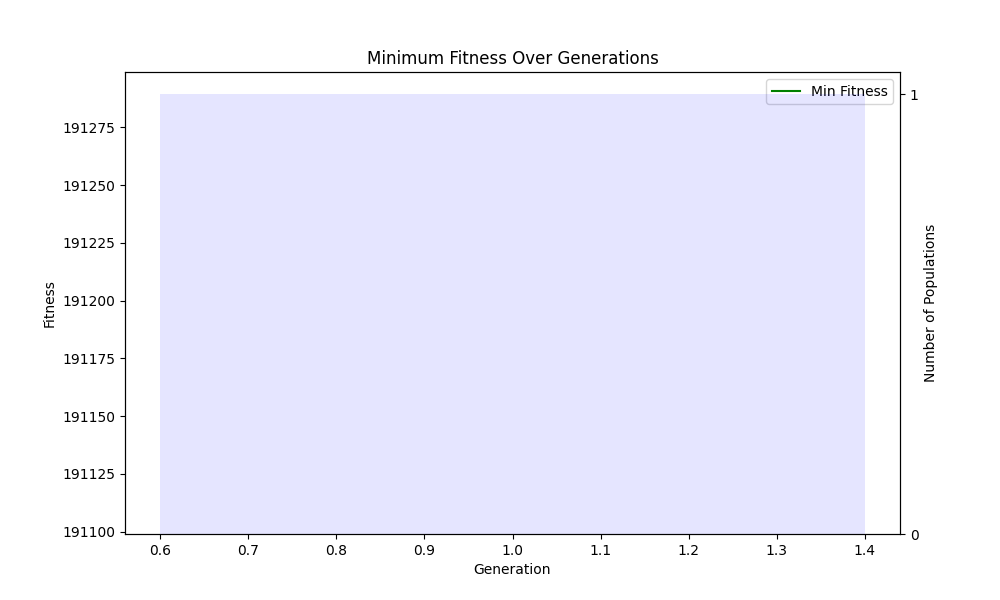 Minimum Fitness Over Generations
Min Fitness
191275
191250
191225
191200
191175
191150
191125
191100
Fitness
1
0
Number of Populations
0.6 0.7 0.8 0.9 1.0 1.1 1.2 1.3 1.4
Generation